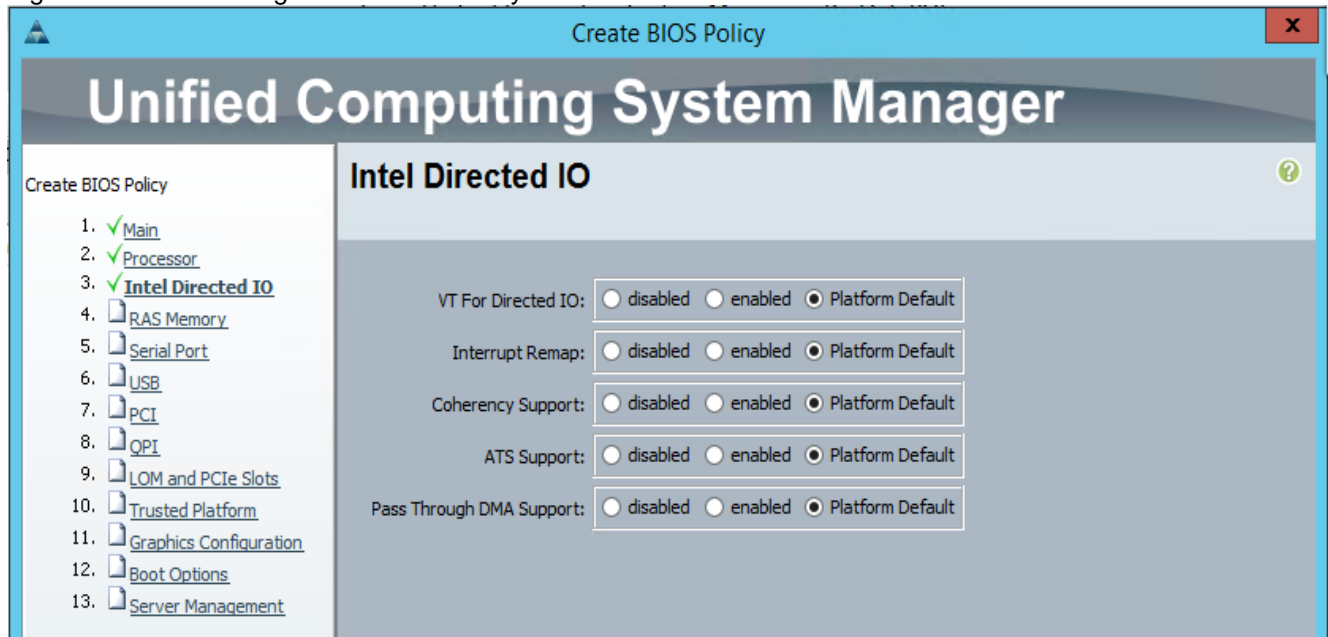 Create BIOS Policy
X
Unified Computing System Manager
Create BIOS Policy
1. Main
2. Processor
3. Intel Directed IO
4. RAS Memory
5. Serial Port
6. USB
7. PCI
8. QPI
9. LOM and PCIe Slots
10. Trusted Platform
11. Graphics Configuration
12. Boot Options
13. Server Management
Intel Directed IO
?
VT For Directed IO: disabled enabled Platform Default
Interrupt Remap: disabled enabled Platform Default
Coherency Support: disabled enabled Platform Default
ATS Support: disabled enabled Platform Default
Pass Through DMA Support: disabled enabled Platform Default